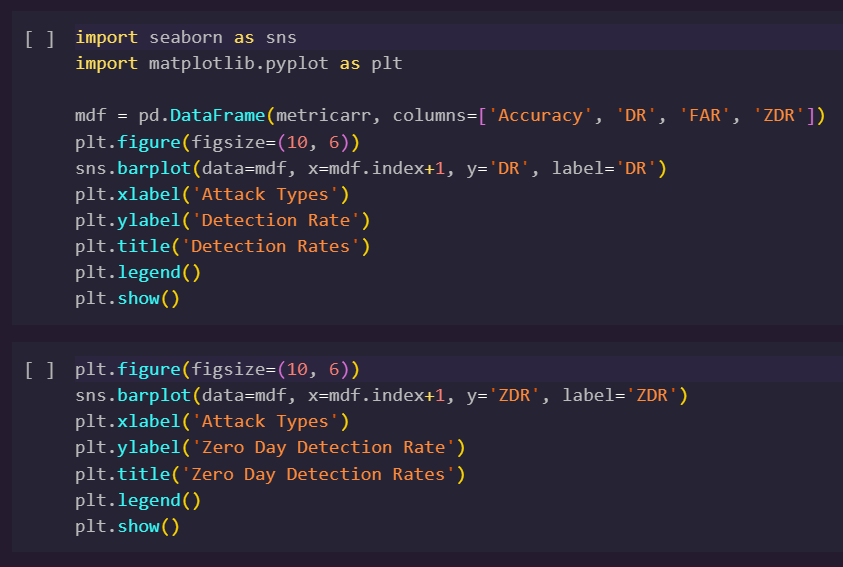 [ ] import seaborn as sns
import matplotlib.pyplot as plt
mdf = pd.DataFrame(metricarr, columns=['Accuracy', 'DR', 'FAR', 'ZDR'])
plt.figure(figsize=(10, 6))
sns.barplot(data=mdf, x=mdf.index+1, y='DR', label='DR')
plt.xlabel('Attack Types')
plt.ylabel('Detection Rate')
plt.title('Detection Rates')
plt.legend()
plt.show()
[ ] plt.figure(figsize=(10, 6))
sns.barplot(data=mdf, x=mdf.index+1, y='ZDR', label='ZDR')
plt.xlabel('Attack Types')
plt.ylabel('Zero Day Detection Rate')
plt.title('Zero Day Detection Rates')
plt.legend()
plt.show()